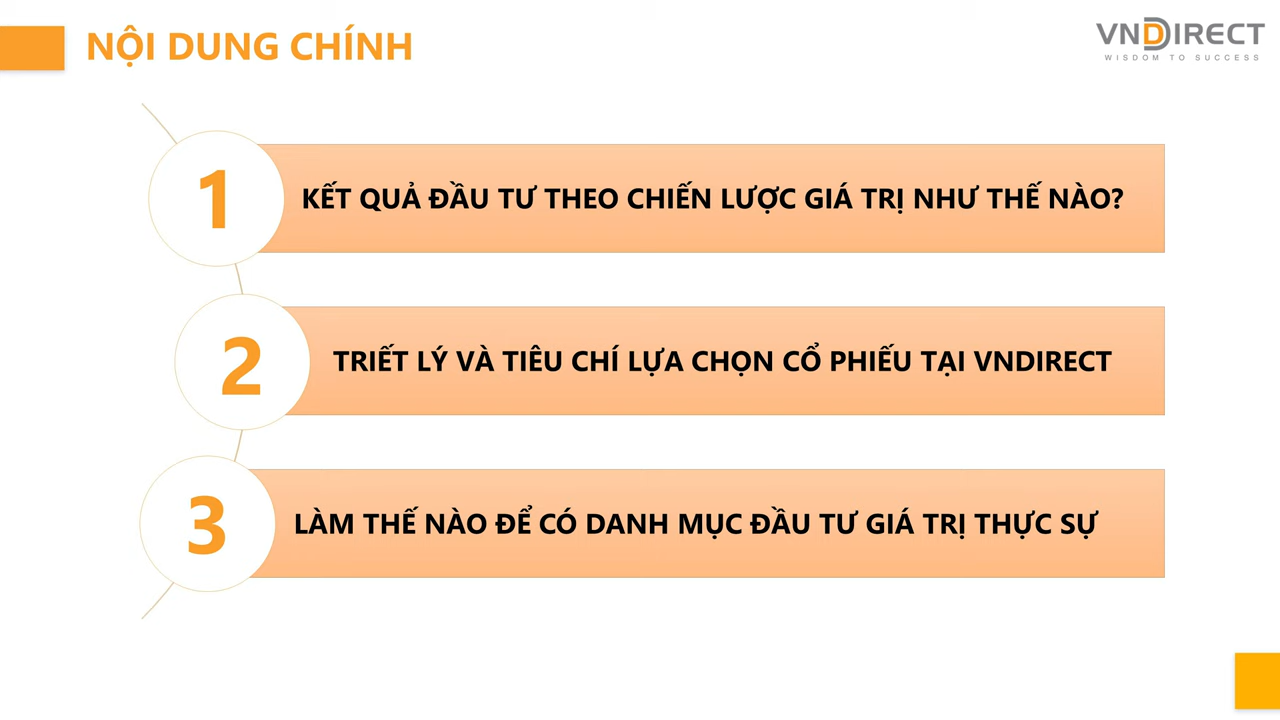 NỘI DUNG CHÍNH
VNDIRECT
WISDOM TO SUCCESS
1
KẾT QUẢ ĐẦU TƯ THEO CHIẾN LƯỢC GIÁ TRỊ NHƯ THẾ NÀO?
2
TRIẾT LÝ VÀ TIÊU CHÍ LỰA CHỌN CỔ PHIẾU TẠI VNDIRECT
3
LÀM THẾ NÀO ĐỂ CÓ DANH MỤC ĐẦU TƯ GIÁ TRỊ THỰC SỰ